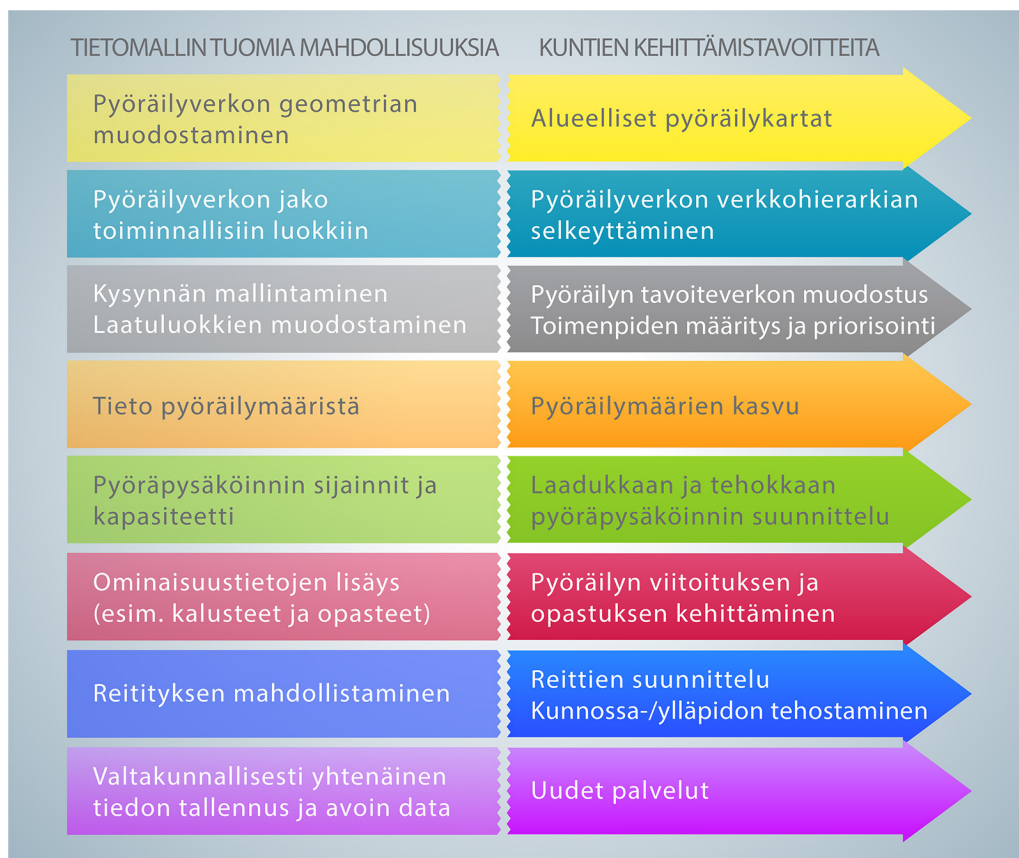 TIETOMALLIN TUOMIA MAHDOLLISUUKSIA
KUNTIEN KEHITTÄMISTAVOITTEITA
Pyöräilyverkon geometrian
muodostaminen
Alueelliset pyöräilykartat
Pyöräilyverkon jako
toiminnallisiin luokkiin
Pyöräilyverkon verkkohierarkian
selkeyttäminen
Kysynnän mallintaminen
Laatuluokkien muodostaminen
Pyöräilyn tavoiteverkon muodostus
Toimenpiden määritys ja priorisointi
Tieto pyöräilymääristä
Pyöräilymäärien kasvu
Pyöräpysäköinnin sijainnit ja
kapasiteetti
Laadukkaan ja tehokkaan
pyöräpysäköinnin suunnittelu
Ominaisuustietojen lisäys
(esim. kalusteet ja opasteet)
Pyöräilyn viitoituksen ja
opastuksen kehittäminen
Reitityksen mahdollistaminen
Reittien suunnittelu
Kunnossa-/ylläpidon tehostaminen
Valtakunnallisesti yhtenäinen
tiedon tallennus ja avoin data
Uudet palvelut